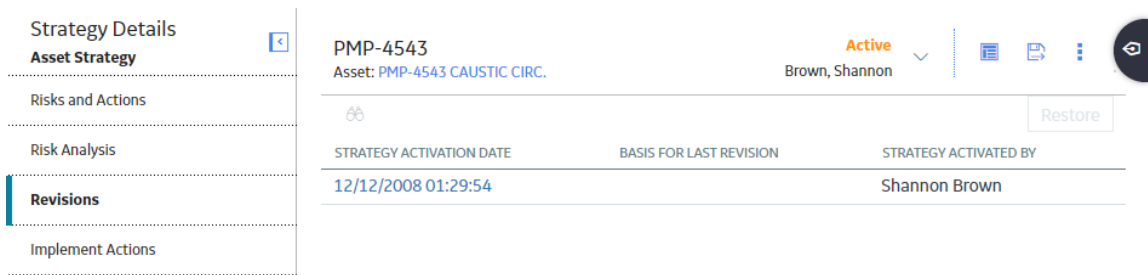 Strategy Details
Asset Strategy
Risks and Actions
Risk Analysis
Revisions
Implement Actions
PMP-4543
Asset: PMP-4543 CAUSTIC CIRC.
Active
Brown, Shannon
Restore
STRATEGY ACTIVATION DATE BASIS FOR LAST REVISION STRATEGY ACTIVATED BY
12/12/2008 01:29:54 Shannon Brown